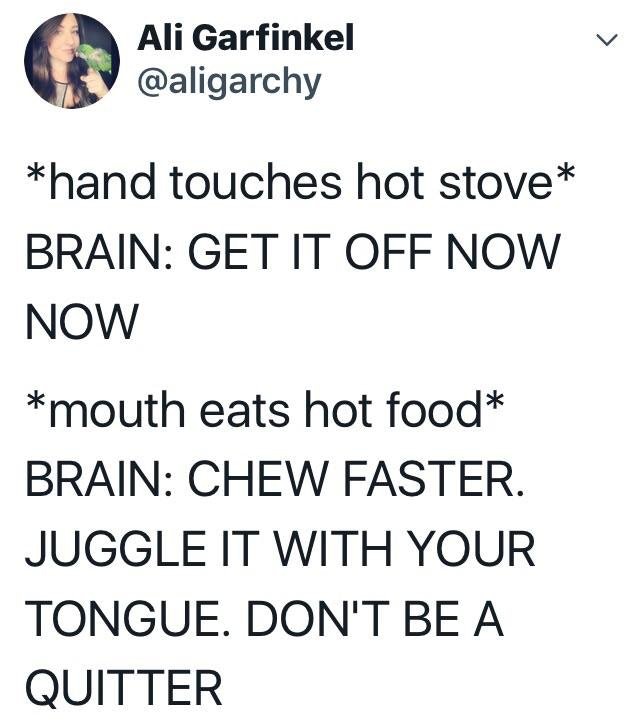 Ali Garfinkel
@aligarchy
*hand touches hot stove*
BRAIN: GET IT OFF NOW
NOW
*mouth eats hot food*
BRAIN: CHEW FASTER.
JUGGLE IT WITH YOUR
TONGUE. DON'T BE A
QUITTER